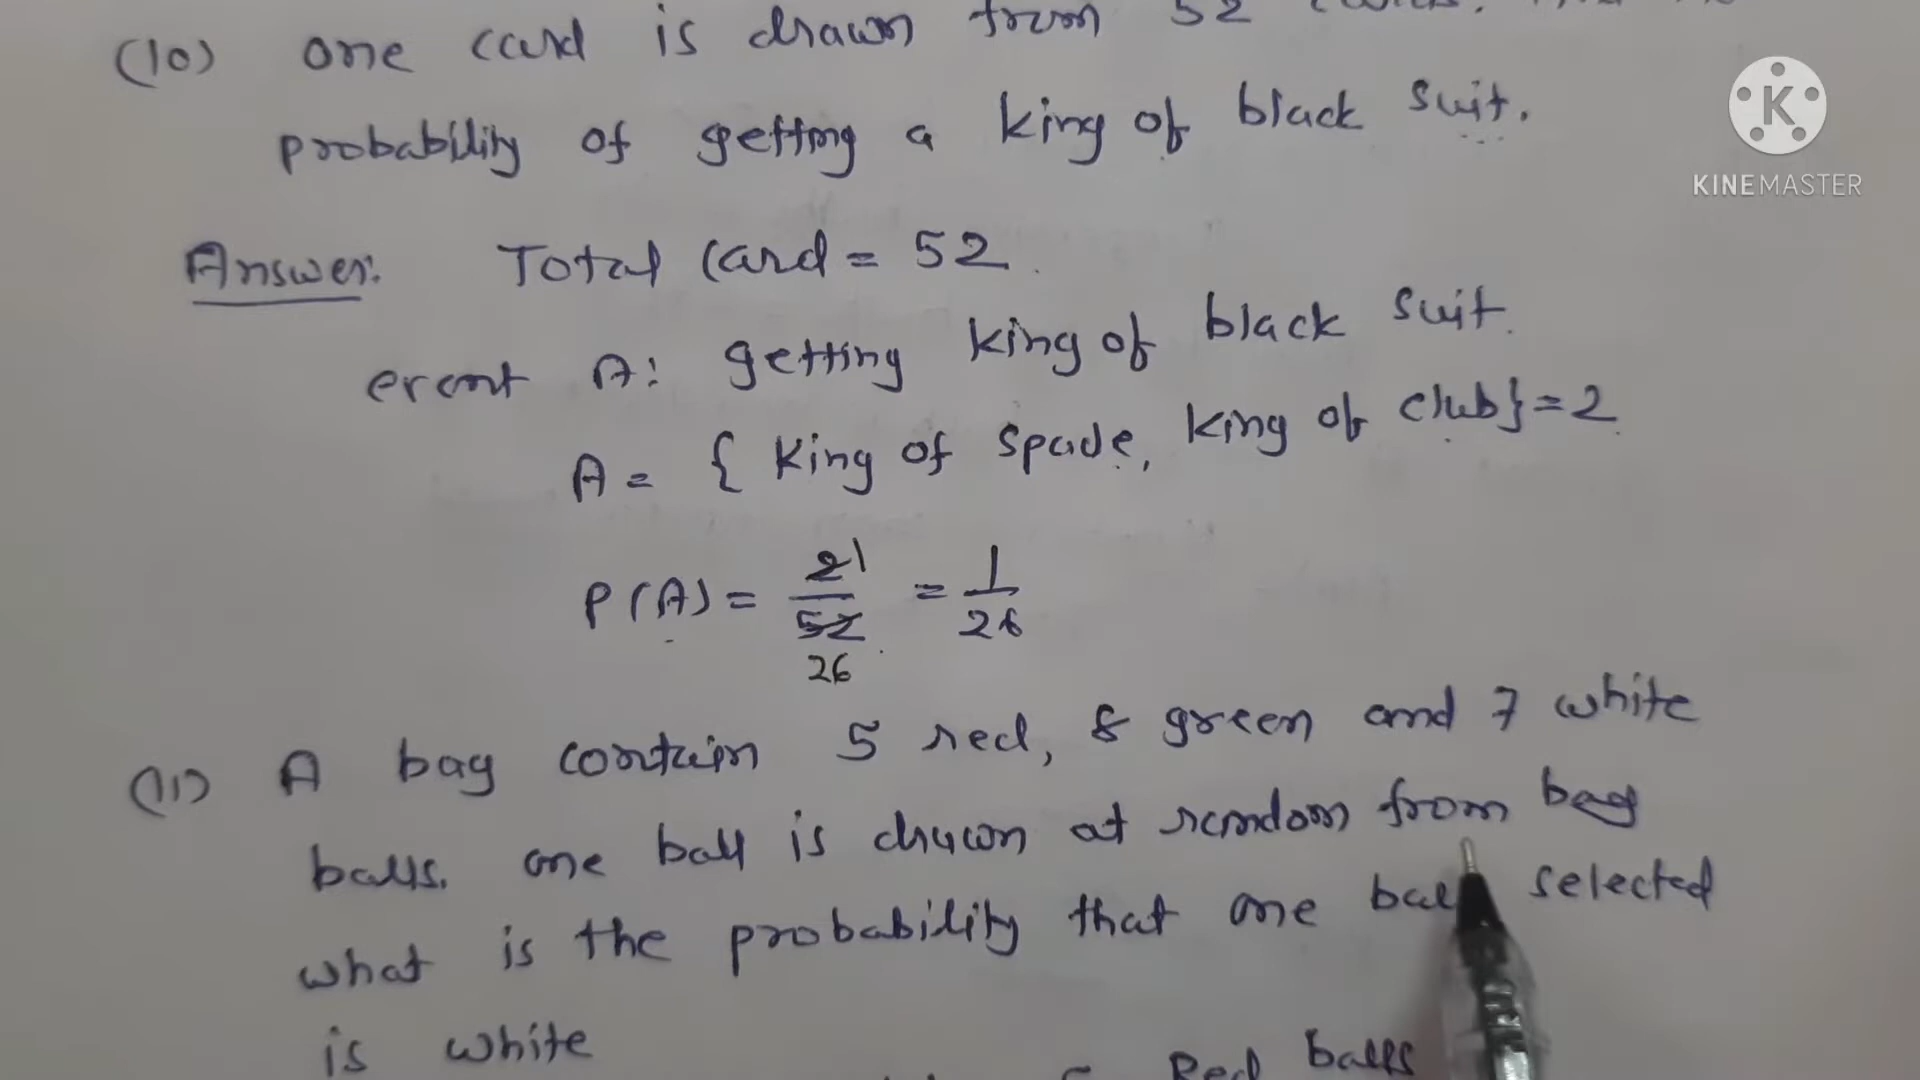 (10) one card is drawn from 52
probability of getting a king of black suit.
K
KINEMASTER
Answer: Total card = 52.
event A: getting king of black suit.
A = { King of Spade, king of club} = 2
P(A) = 2 1 / 52 26 = 1/26
(11) A bag contain 5 red, 8 green and 7 white
balls. one ball is drawn at random from bag
what is the probability that one ball selected
is white
Red balls